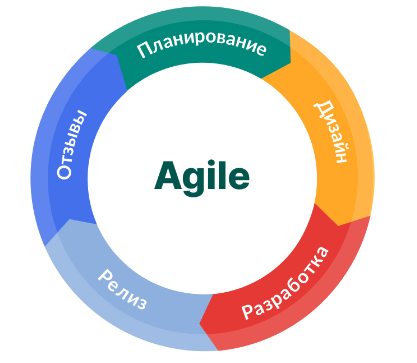 Планирование
Дизайн
Разработка
Релиз
Отзывы
Agile